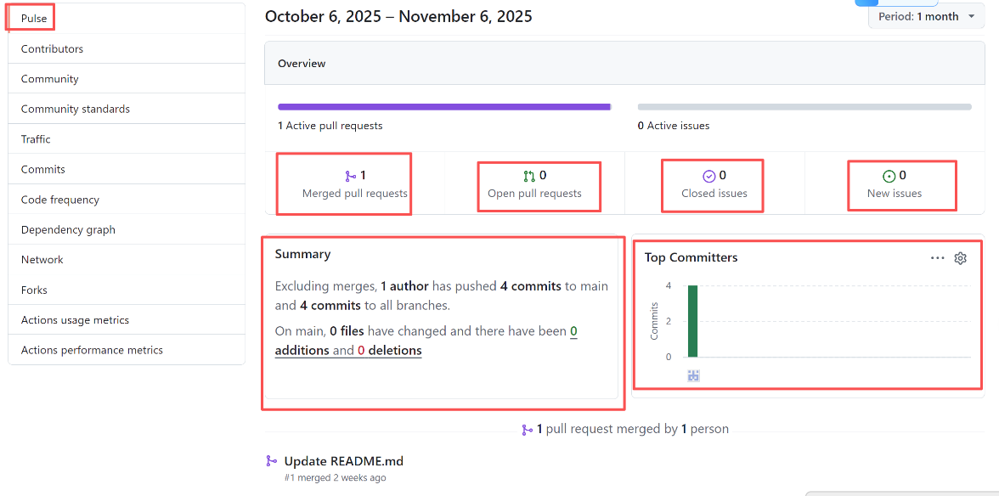 Pulse
Contributors
Community
Community standards
Traffic
Commits
Code frequency
Dependency graph
Network
Forks
Actions usage metrics
Actions performance metrics
October 6, 2025 – November 6, 2025
Period: 1 month
Overview
1 Active pull requests
0 Active issues
1
Merged pull requests
0
Open pull requests
0
Closed issues
0
New issues
Summary
Excluding merges, 1 author has pushed 4 commits to main
and 4 commits to all branches.
On main, 0 files have changed and there have been 0
additions and 0 deletions
Top Committers
Commits
4
2
0
1 pull request merged by 1 person
Update README.md
#1 merged 2 weeks ago